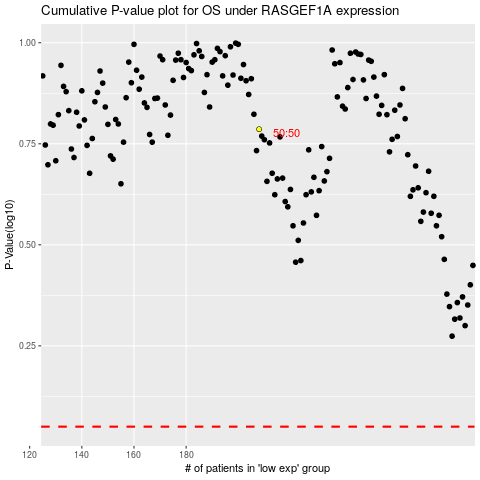 Cumulative P-value plot for OS under RASGEF1A expression
P-Value(log10)
1.00
0.75
0.50
0.25
50:50
120 140 160 180
# of patients in 'low exp' group